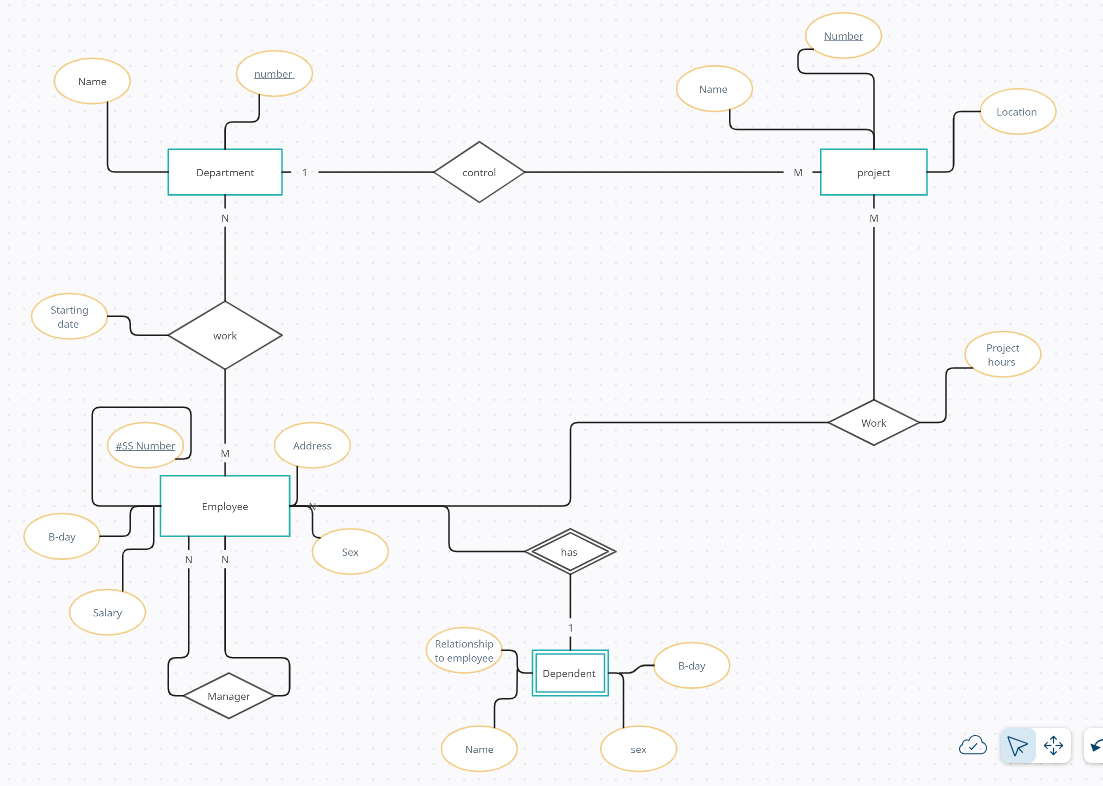 Number
number
Name
Name
Location
Department
1
control
M
project
N
M
Starting
date
work
Project
hours
Work
#SS Number
Address
M
Employee
N
B-day
Sex
has
N
N
Salary
1
Relationship
to employee
B-day
Dependent
Manager
Name
sex